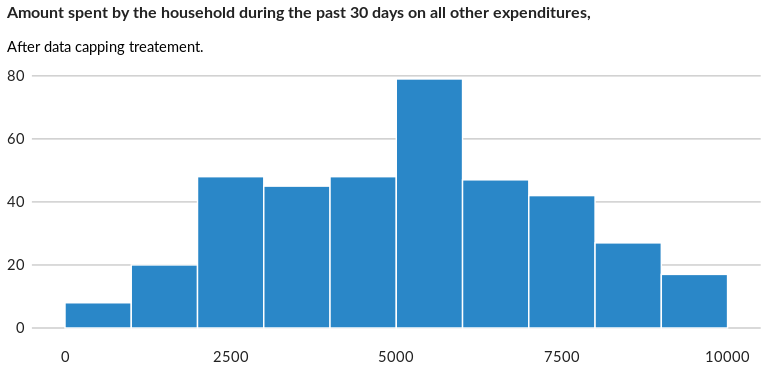 Amount spent by the household during the past 30 days on all other expenditures,
After data capping treatement.
80
60
40
20
0
0 2500 5000 7500 10000